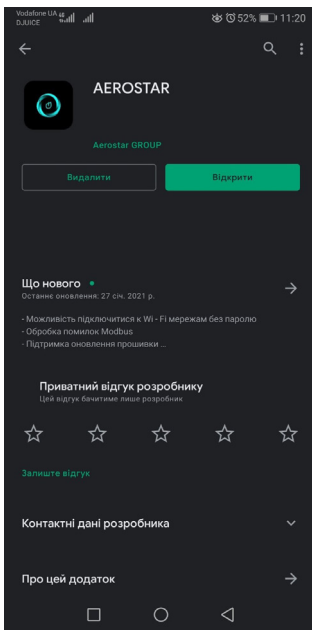 Vodafone UA
DJUICE
52% 11:20
AEROSTAR
Aerostar GROUP
Видалити
Відкрити
Що нового
Останнє оновлення: 27 січ. 2021 р.
- Можливість підключитися к Wi - Fi мережам без паролю
- Обробка помилок Modbus
- Підтримка оновлення прошивки ...
Приватний відгук розробнику
Цей відгук бачитиме лише розробник
Залиште відгук
Контактні дані розробника
Про цей додаток